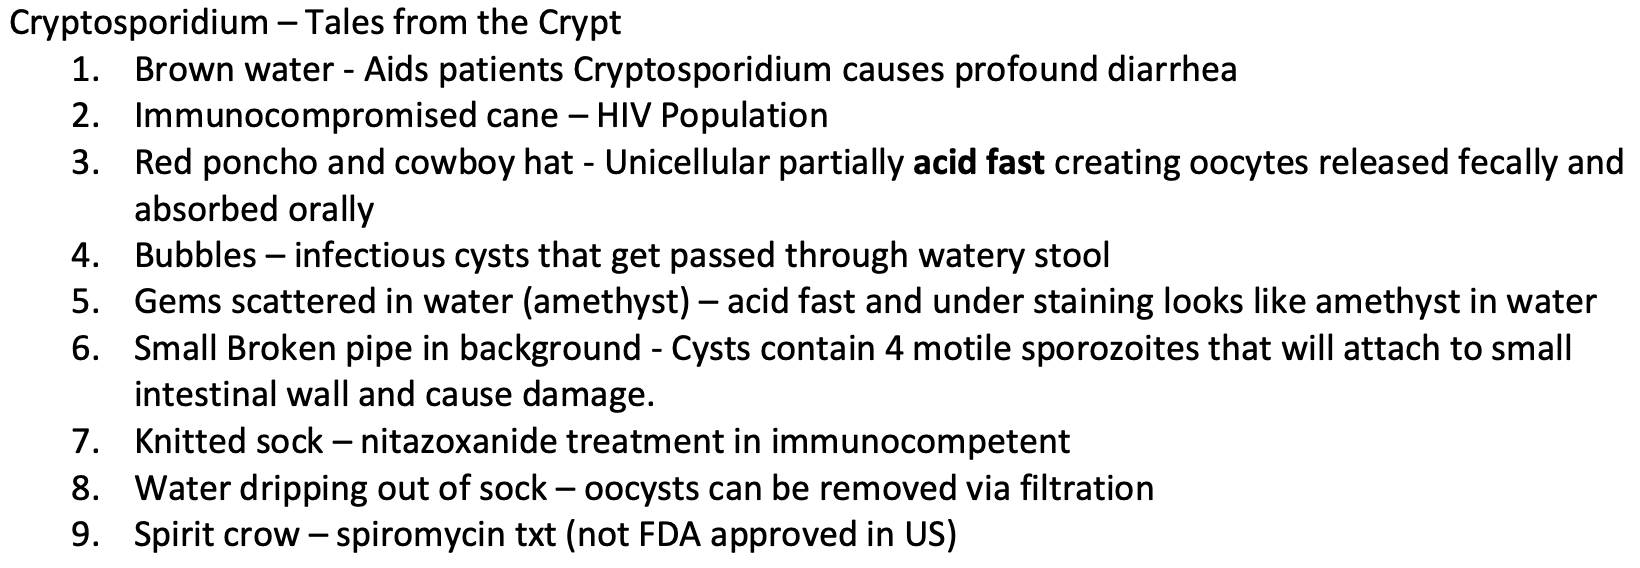 Cryptosporidium – Tales from the Crypt
1. Brown water - Aids patients Cryptosporidium causes profound diarrhea
2. Immunocompromised cane – HIV Population
3. Red poncho and cowboy hat - Unicellular partially acid fast creating oocytes released fecally and
absorbed orally
4. Bubbles – infectious cysts that get passed through watery stool
5. Gems scattered in water (amethyst) – acid fast and under staining looks like amethyst in water
6. Small Broken pipe in background - Cysts contain 4 motile sporozoites that will attach to small
intestinal wall and cause damage.
7. Knitted sock – nitazoxanide treatment in immunocompetent
8. Water dripping out of sock – oocysts can be removed via filtration
9. Spirit crow – spiromycin txt (not FDA approved in US)